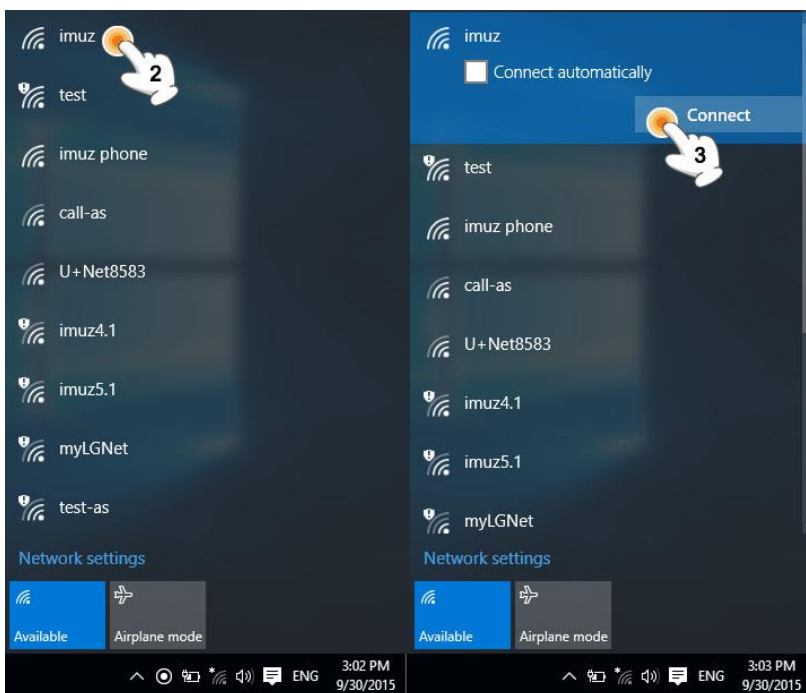 imuz
2
test
imuz phone
call-as
U+Net8583
imuz4.1
imuz5.1
myLGNet
test-as
Network settings
Available
Airplane mode
ENG
3:02 PM
9/30/2015
imuz
Connect automatically
Connect
3
test
imuz phone
call-as
U+Net8583
imuz4.1
imuz5.1
myLGNet
Network settings
Available
Airplane mode
ENG
3:03 PM
9/30/2015